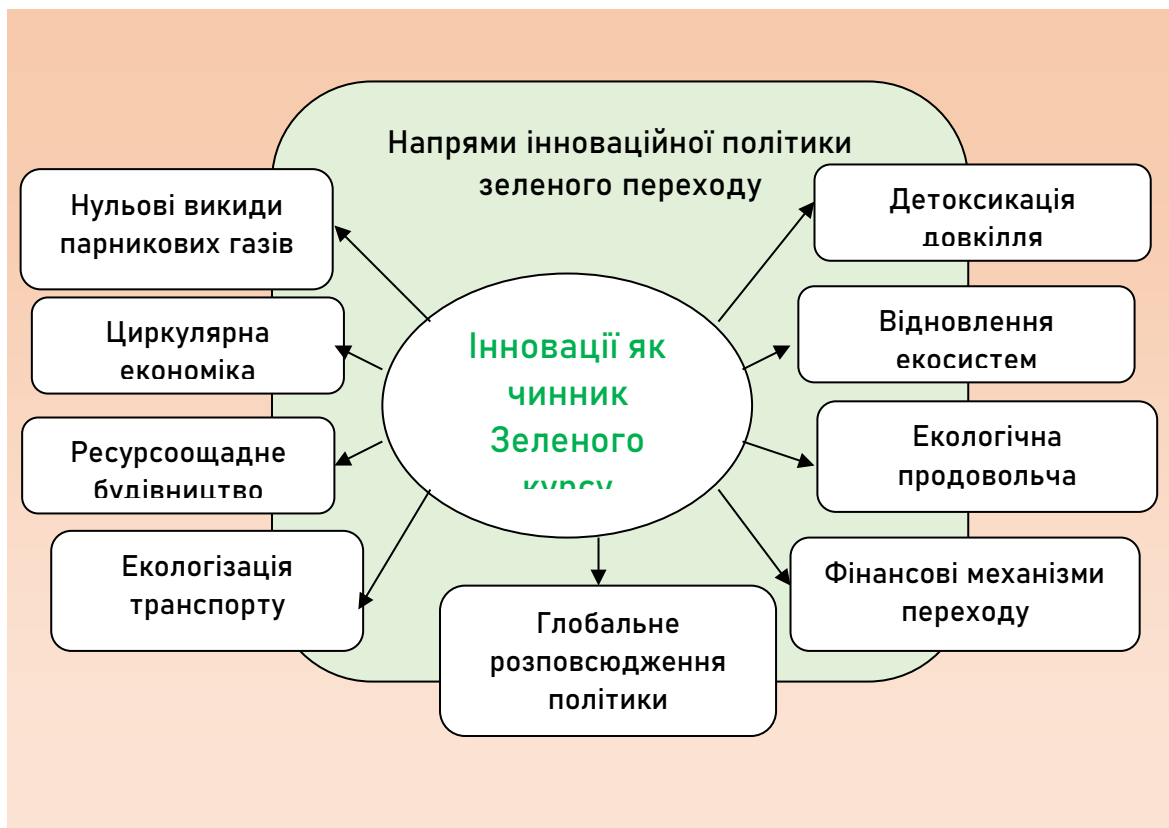 Напрями інноваційної політики
зеленого переходу
Нульові викиди
парникових газів
Циркулярна
економіка
Ресурсоощадне
будівництво
Екологізація
транспорту
Інновації як
чинник
Зеленого
курсу
Детоксикація
довкілля
Відновлення
екосистем
Екологічна
продовольча
Фінансові механізми
переходу
Глобальне
розповсюдження
політики